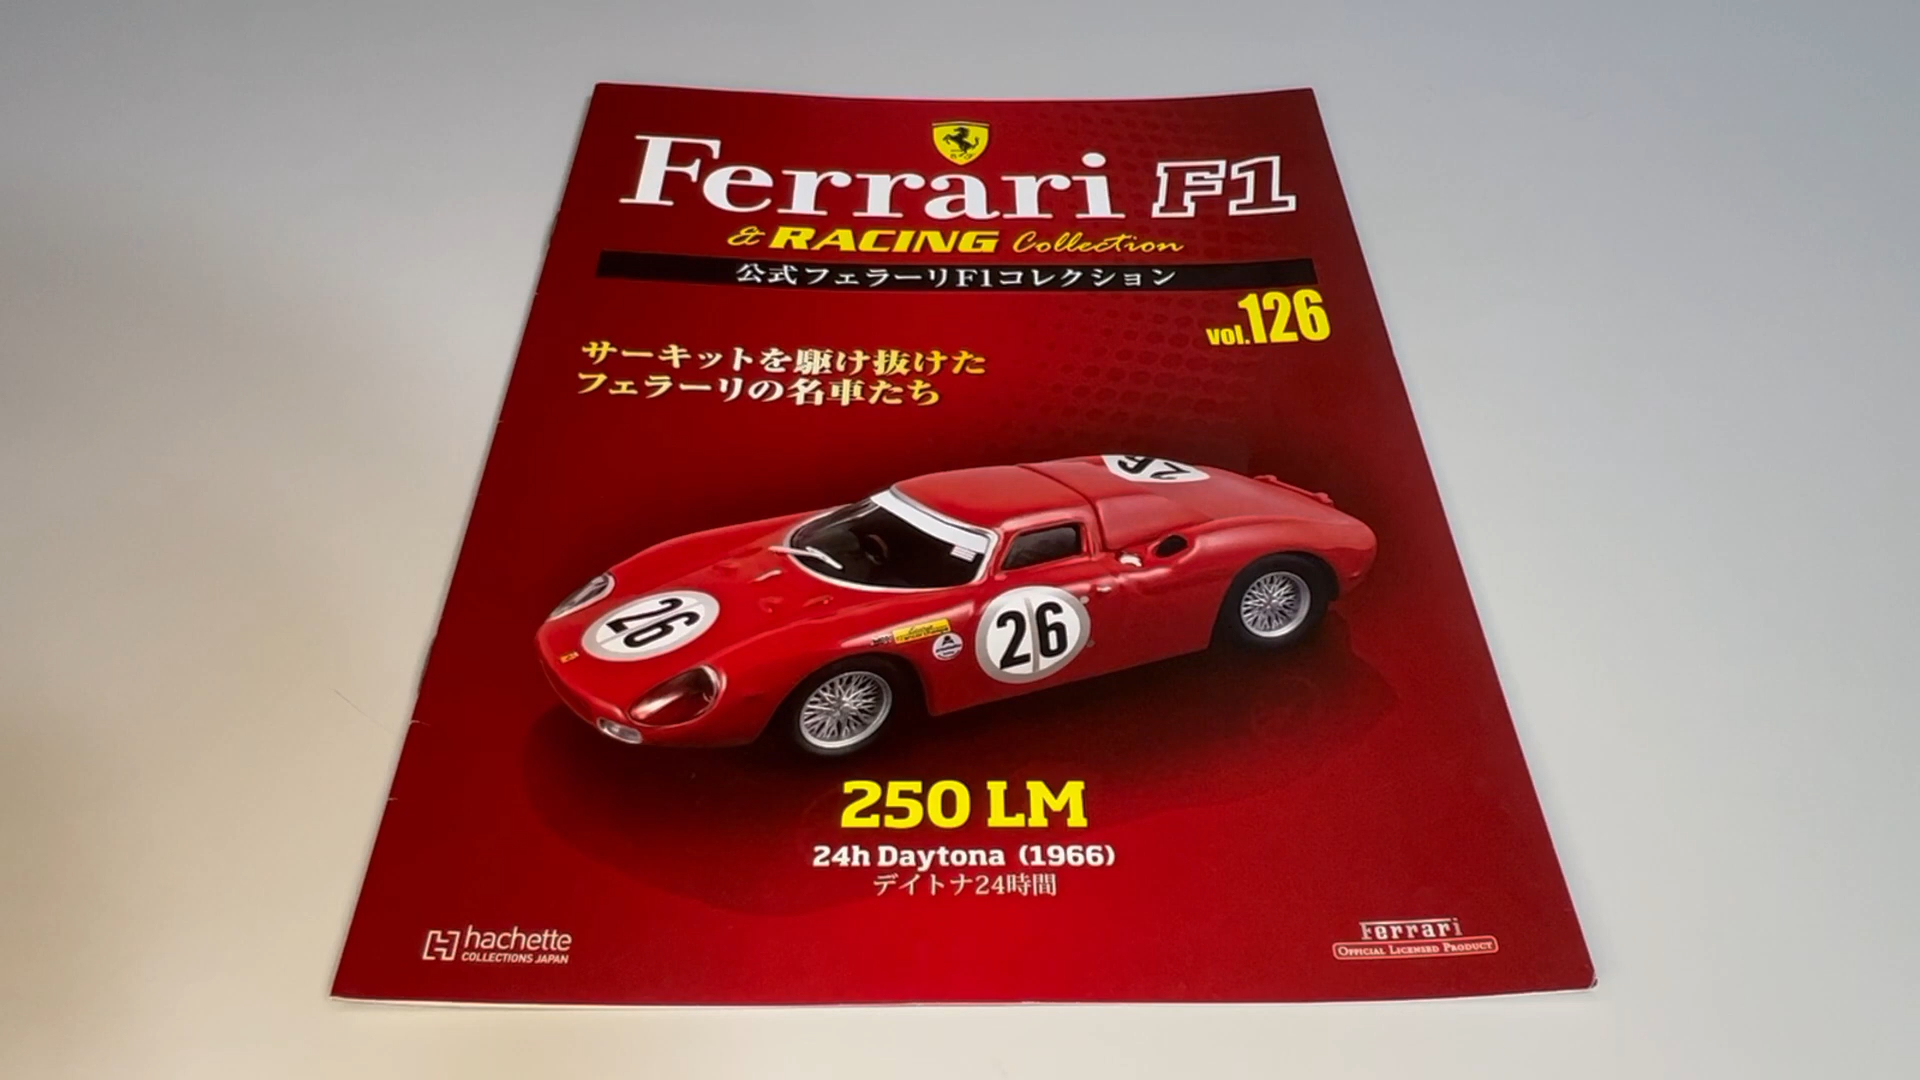 Ferrari F1
& RACING Collection
公式フェラーリF1コレクション
vol.126
サーキットを駆け抜けた
フェラーリの名車たち
26
26
26
250 LM
24h Daytona (1966)
デイトナ24時間
hachette
COLLECTIONS JAPAN
Ferrari
OFFICIAL LICENSED PRODUCT